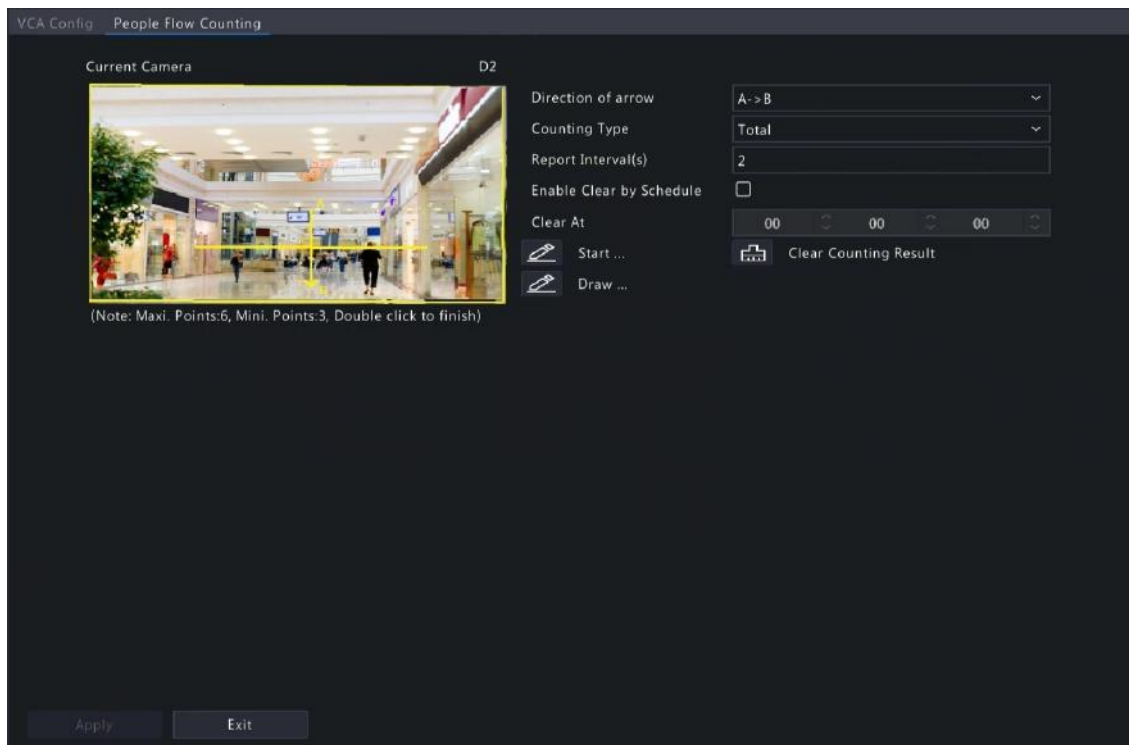 VCA Config People Flow Counting
Current Camera D2
Direction of arrow A->B
Counting Type Total
Report Interval(s) 2
Enable Clear by Schedule
Clear At 00 00 00
Start ... Clear Counting Result
Draw ...
A
B
(Note: Maxi. Points:6, Mini. Points:3, Double click to finish)
Apply Exit